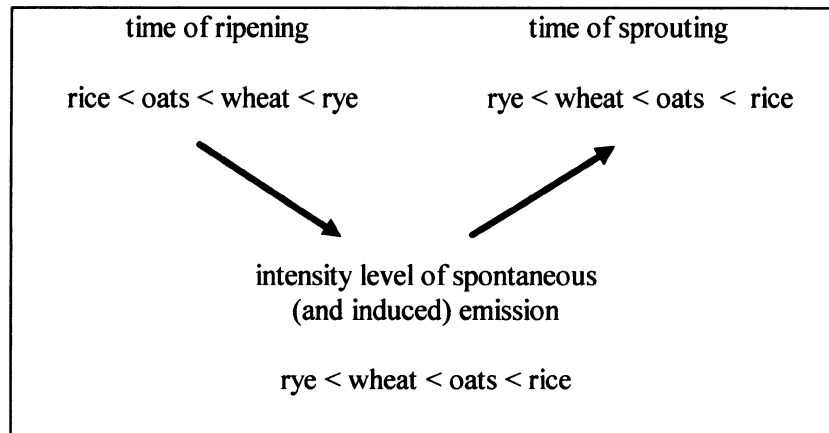 time of ripening
time of sprouting
rice < oats < wheat < rye
rye < wheat < oats < rice
intensity level of spontaneous
(and induced) emission
rye < wheat < oats < rice